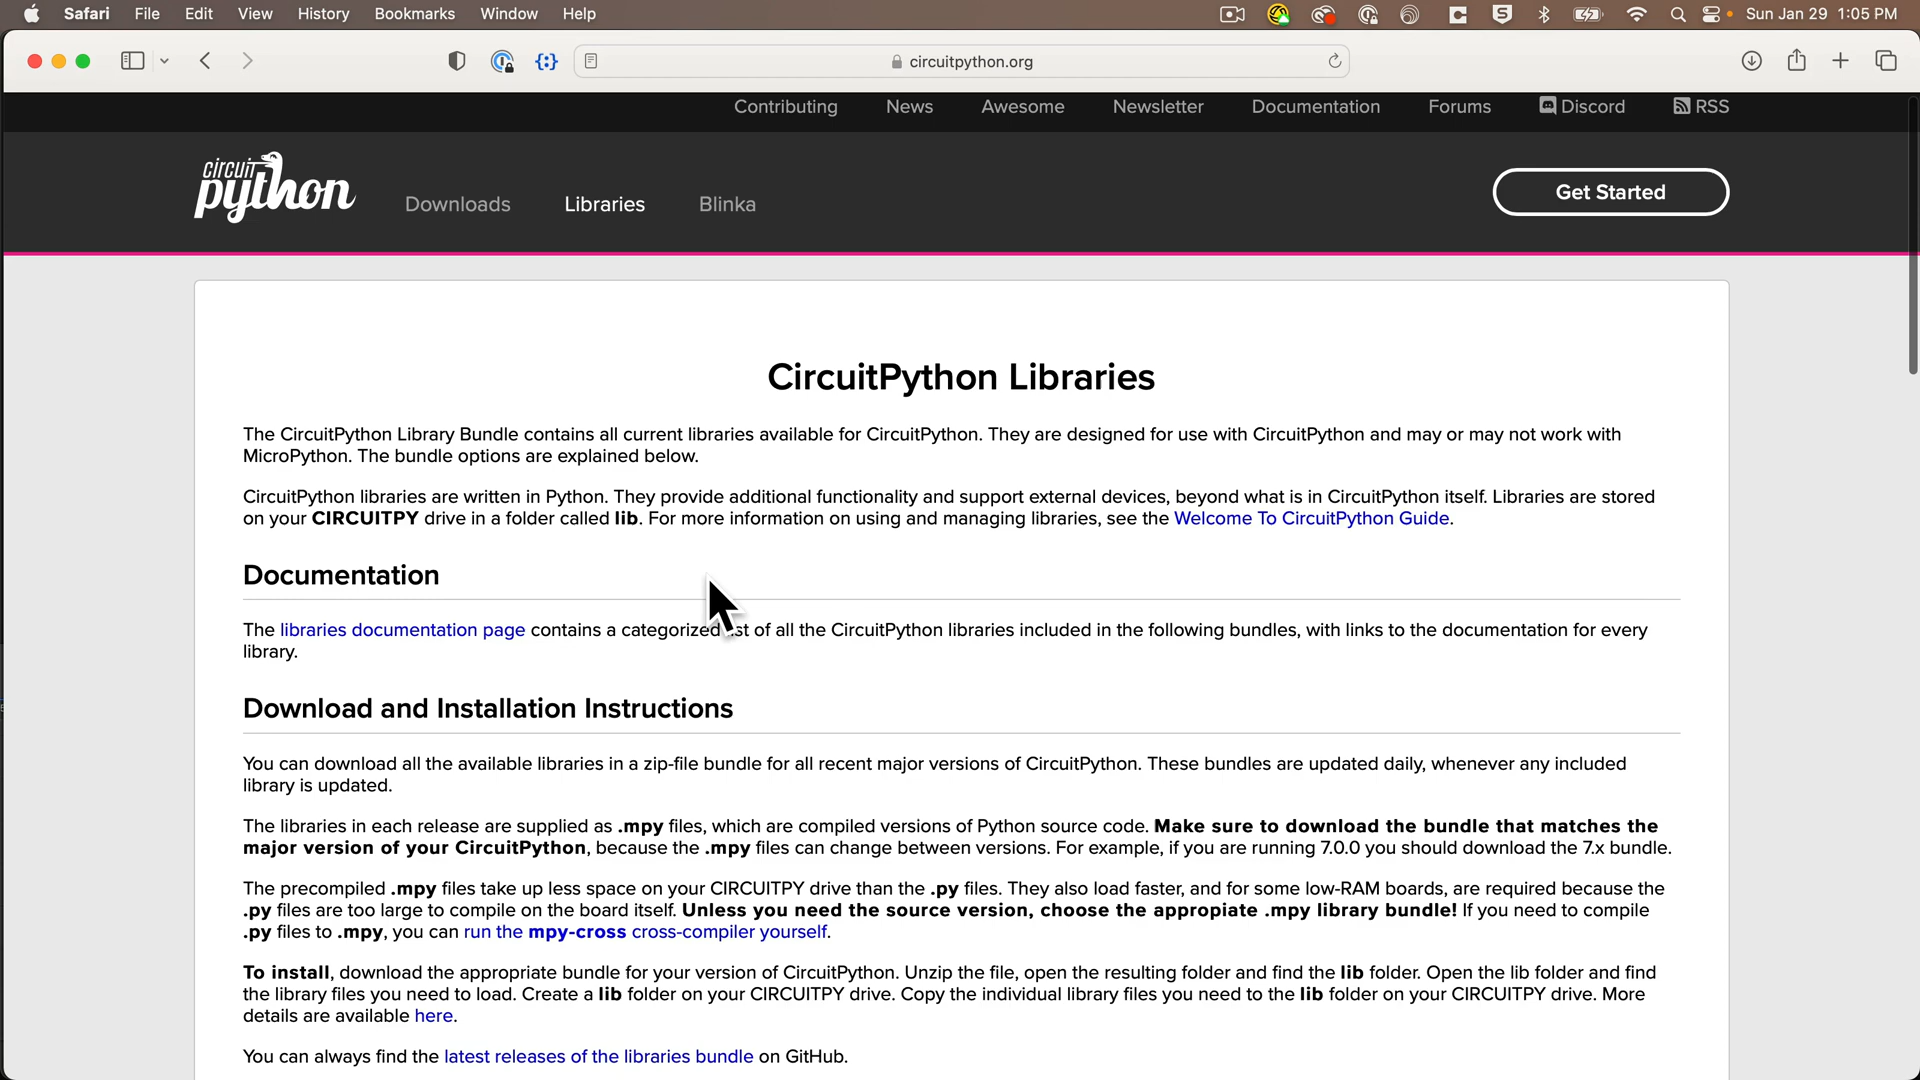 Safari File Edit View History Bookmarks Window Help Sun Jan 29 1:05 PM
circuitpython.org
Contributing News Awesome Newsletter Documentation Forums Discord RSS
circuit python
Downloads Libraries Blinka Get Started
CircuitPython Libraries
The CircuitPython Library Bundle contains all current libraries available for CircuitPython. They are designed for use with CircuitPython and may or may not work with
MicroPython. The bundle options are explained below.
CircuitPython libraries are written in Python. They provide additional functionality and support external devices, beyond what is in CircuitPython itself. Libraries are stored
on your CIRCUITPY drive in a folder called lib. For more information on using and managing libraries, see the Welcome To CircuitPython Guide.
Documentation
The libraries documentation page contains a categorized of all the CircuitPython libraries included in the following bundles, with links to the documentation for every
library.
Download and Installation Instructions
You can download all the available libraries in a zip-file bundle for all recent major versions of CircuitPython. These bundles are updated daily, whenever any included
library is updated.
The libraries in each release are supplied as .mpy files, which are compiled versions of Python source code. Make sure to download the bundle that matches the
major version of your CircuitPython, because the .mpy files can change between versions. For example, if you are running 7.0.0 you should download the 7.x bundle.
The precompiled .mpy files take up less space on your CIRCUITPY drive than the .py files. They also load faster, and for some low-RAM boards, are required because the
.py files are too large to compile on the board itself. Unless you need the source version, choose the appropiate .mpy library bundle! If you need to compile
.py files to .mpy, you can run the mpy-cross cross-compiler yourself.
To install, download the appropriate bundle for your version of CircuitPython. Unzip the file, open the resulting folder and find the lib folder. Open the lib folder and find
the library files you need to load. Create a lib folder on your CIRCUITPY drive. Copy the individual library files you need to the lib folder on your CIRCUITPY drive. More
details are available here.
You can always find the latest releases of the libraries bundle on GitHub.